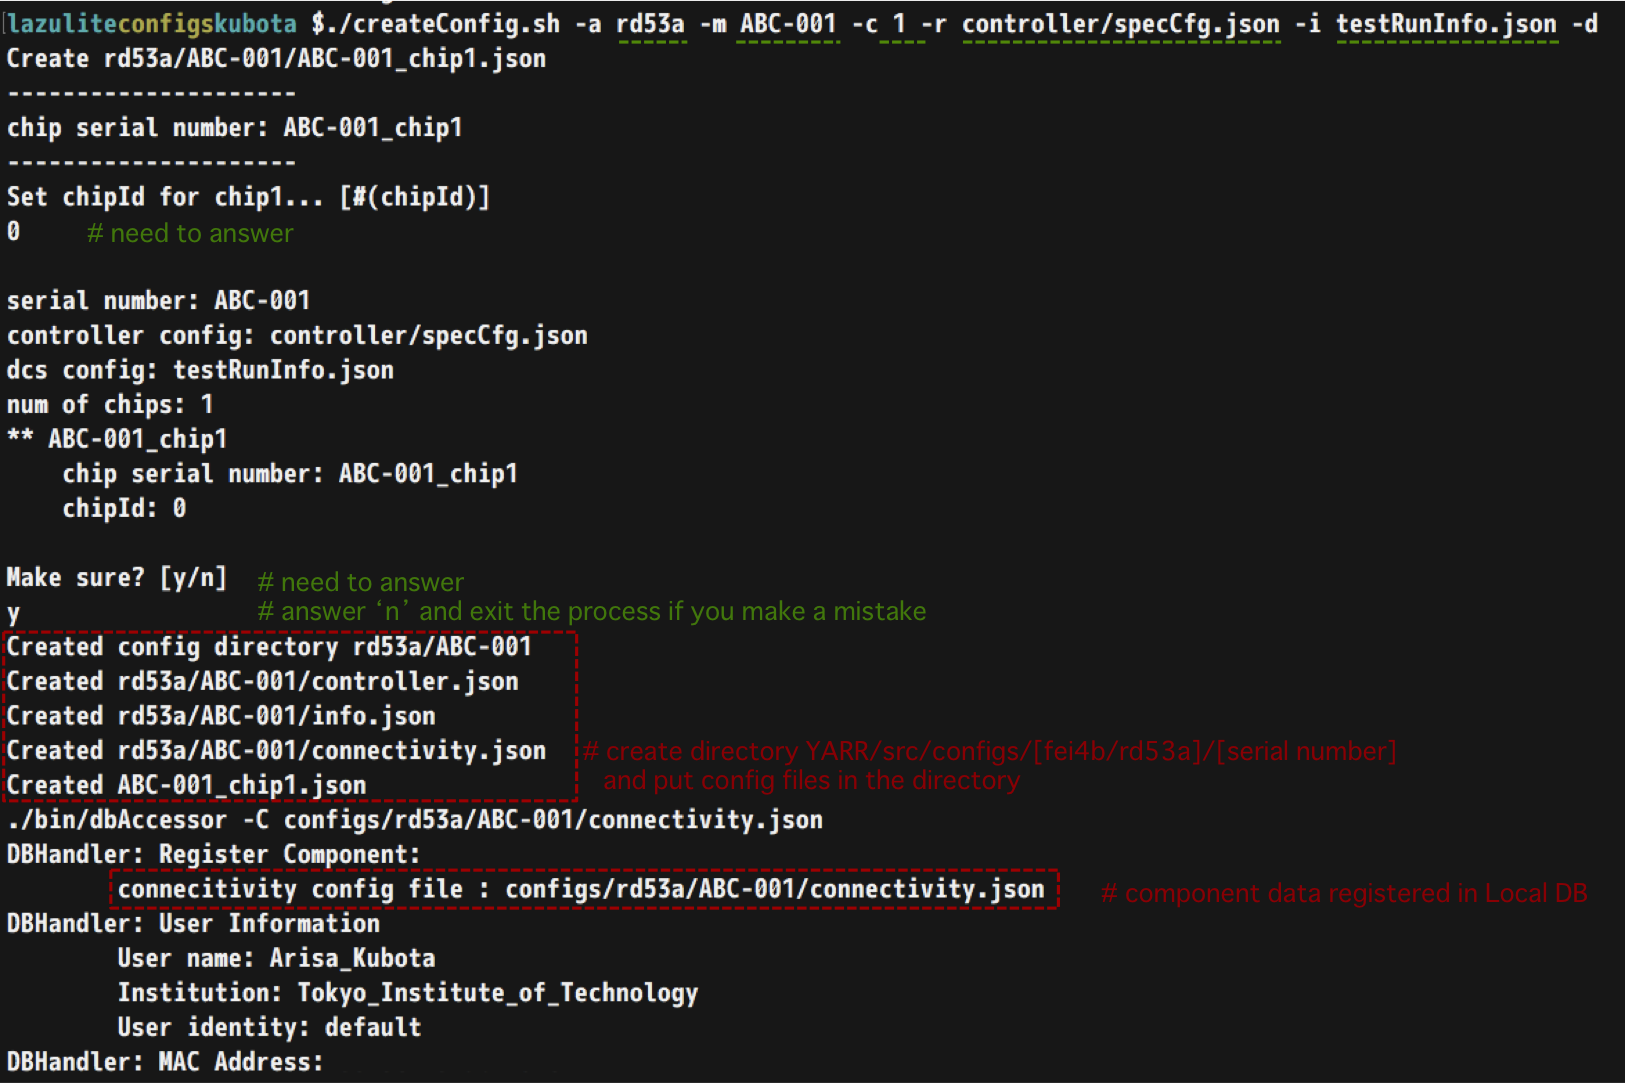 [lazuliteconfigskubota $./createConfig.sh -a rd53a -m ABC-001 -c 1 -r controller/specCfg.json -i testRunInfo.json -d
Create rd53a/ABC-001/ABC-001_chip1.json
---------------------
chip serial number: ABC-001_chip1
---------------------
Set chipId for chip1... [#(chipId)]
0 # need to answer
serial number: ABC-001
controller config: controller/specCfg.json
dcs config: testRunInfo.json
num of chips: 1
** ABC-001_chip1
chip serial number: ABC-001_chip1
chipId: 0
Make sure? [y/n] # need to answer
y # answer ‘n’ and exit the process if you make a mistake
Created config directory rd53a/ABC-001
Created rd53a/ABC-001/controller.json
Created rd53a/ABC-001/info.json
Created rd53a/ABC-001/connectivity.json # create directory YARR/src/configs/[fei4b/rd53a]/[serial number]
Created ABC-001_chip1.json and put config files in the directory
./bin/dbAccessor -C configs/rd53a/ABC-001/connectivity.json
DBHandler: Register Component:
connecitivity config file : configs/rd53a/ABC-001/connectivity.json # component data registered in Local DB
DBHandler: User Information
User name: Arisa_Kubota
Institution: Tokyo_Institute_of_Technology
User identity: default
DBHandler: MAC Address: